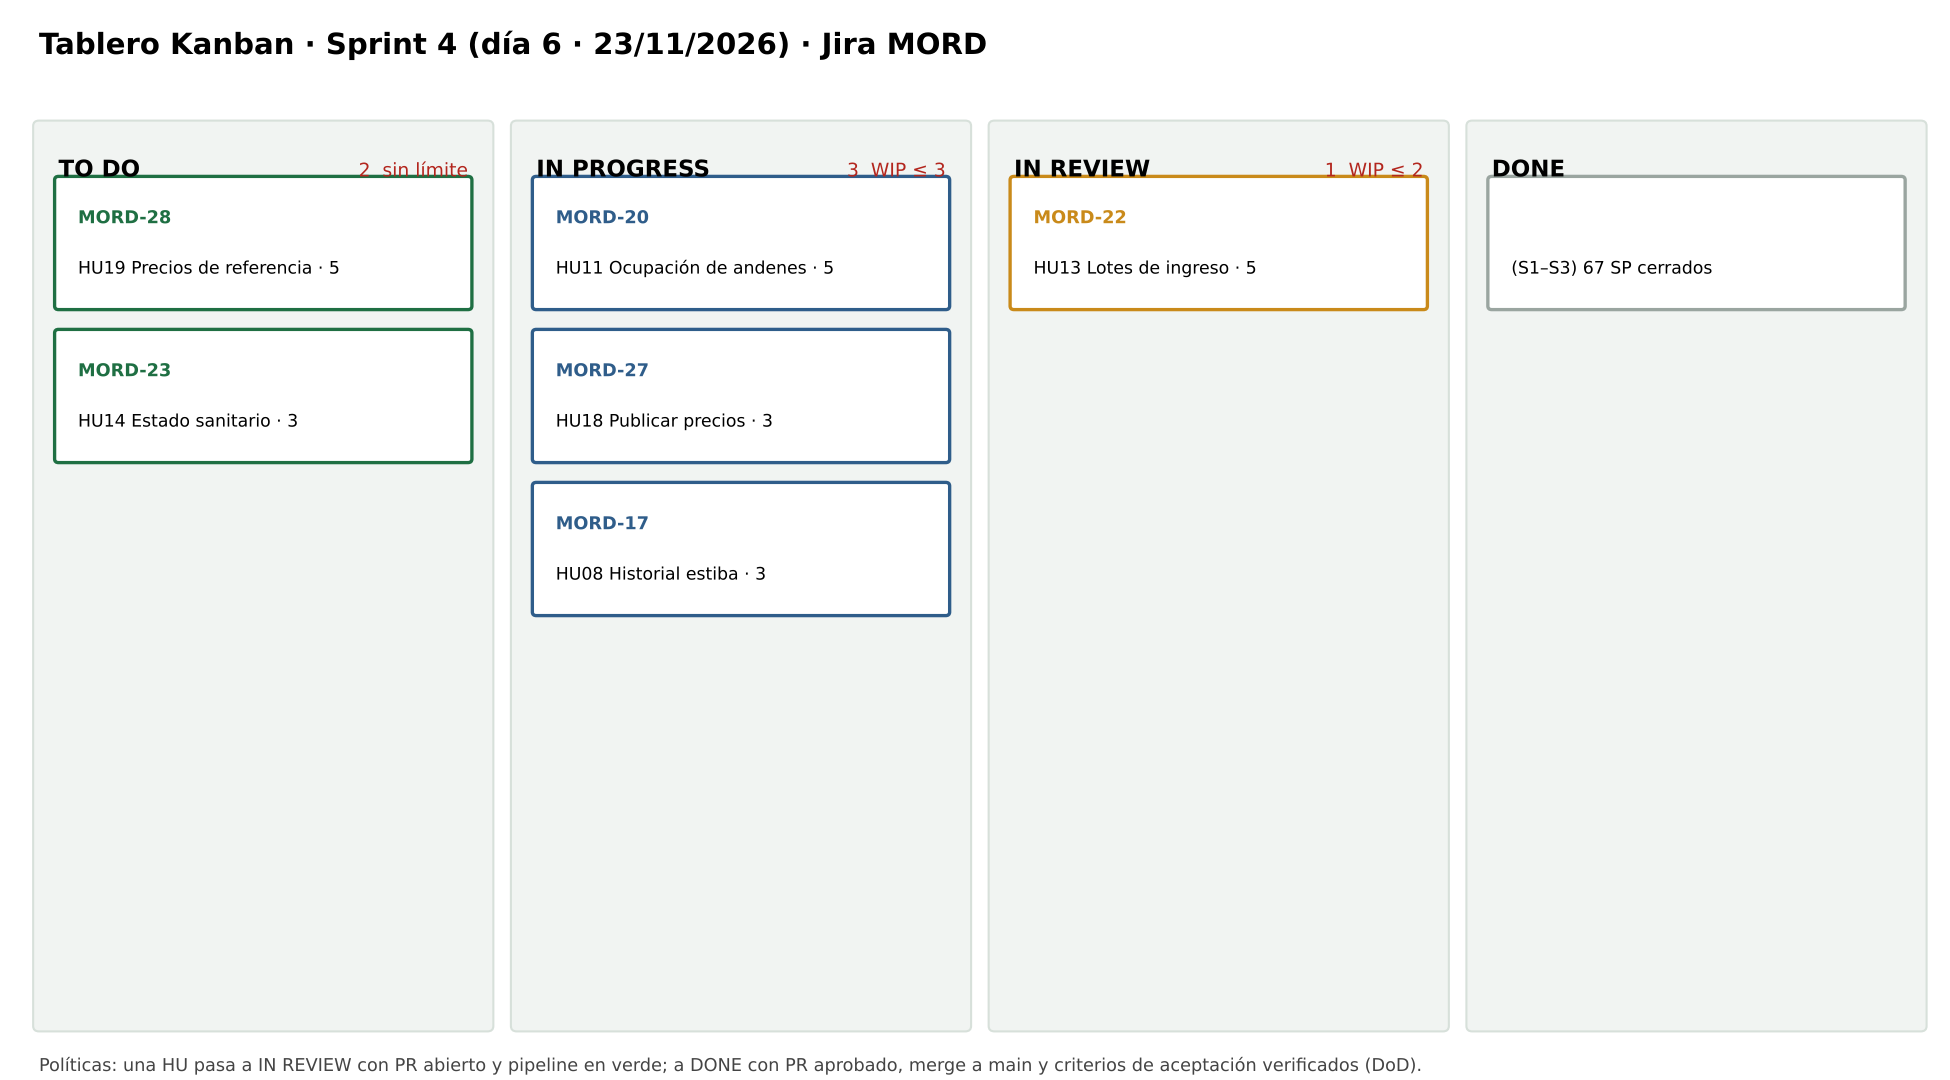 Tablero Kanban · Sprint 4 (día 6 · 23/11/2026) · Jira MORD
TO DO
2 sin límite
MORD-28
HU19 Precios de referencia · 5
MORD-23
HU14 Estado sanitario · 3
IN PROGRESS
3 WIP ≤ 3
MORD-20
HU11 Ocupación de andenes · 5
MORD-27
HU18 Publicar precios · 3
MORD-17
HU08 Historial estiba · 3
IN REVIEW
1 WIP ≤ 2
MORD-22
HU13 Lotes de ingreso · 5
DONE
(S1–S3) 67 SP cerrados
Políticas: una HU pasa a IN REVIEW con PR abierto y pipeline en verde; a DONE con PR aprobado, merge a main y criterios de aceptación verificados (DoD).